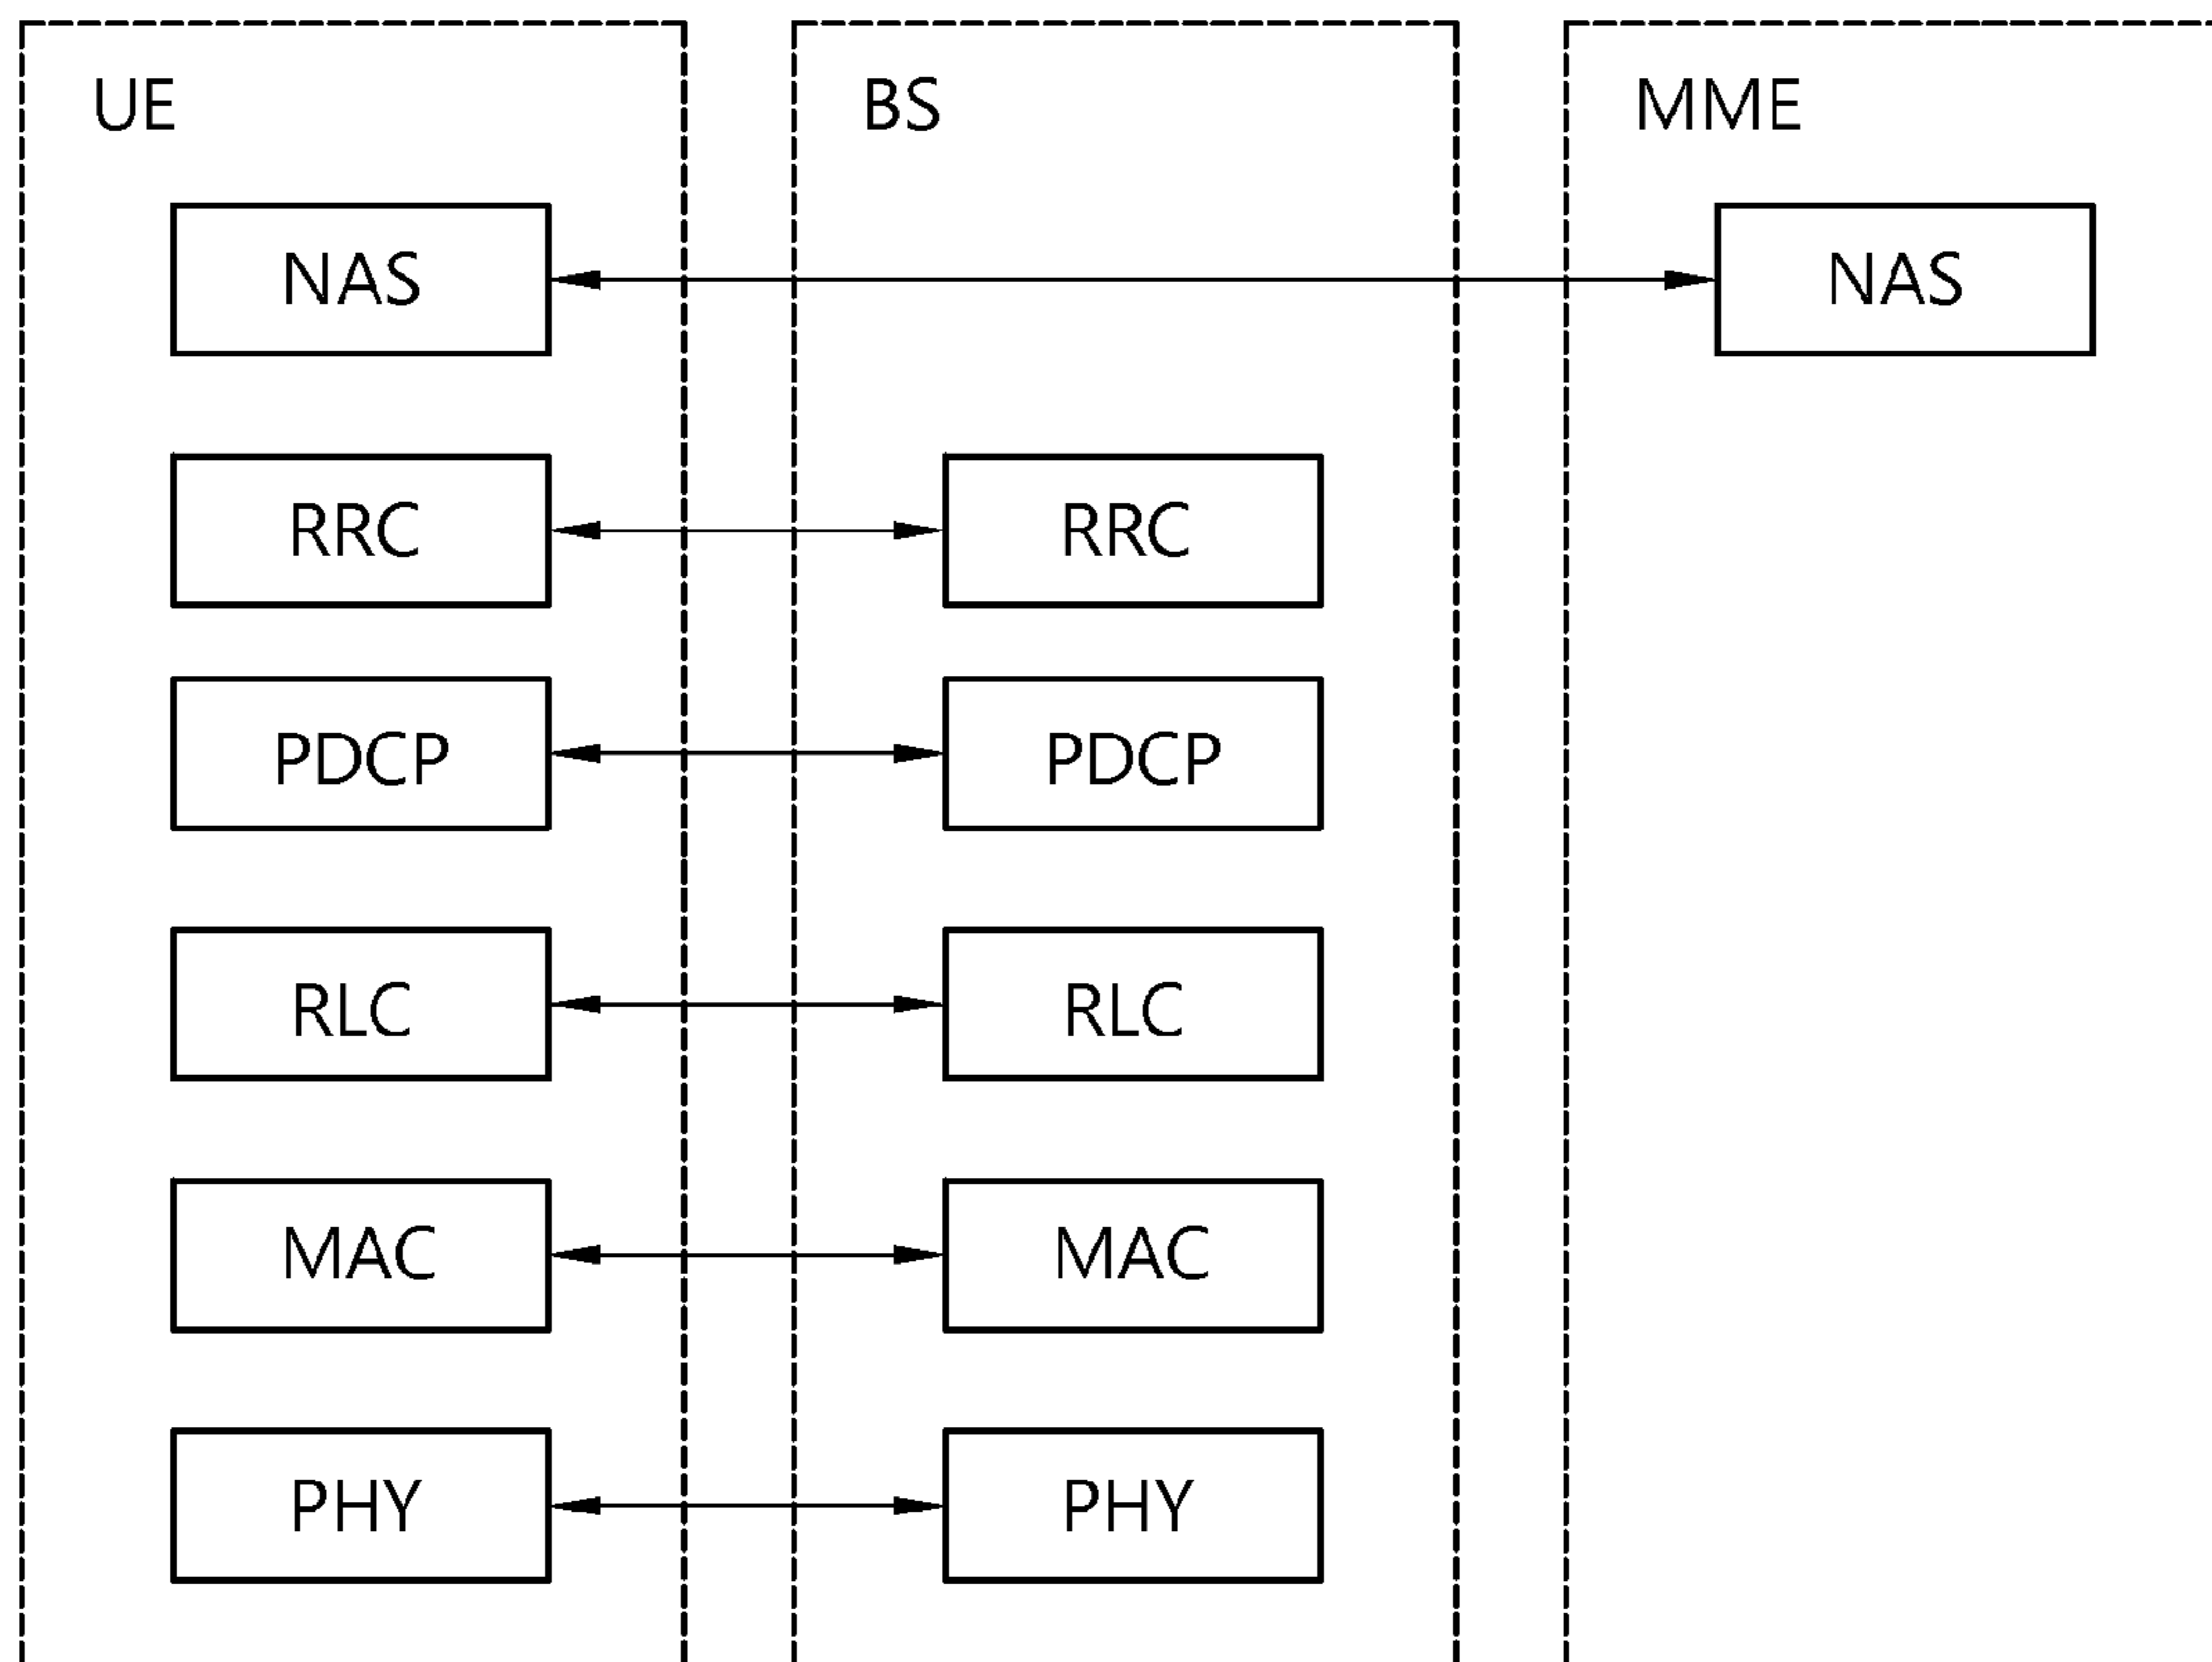 UE
BS
MME
NAS
NAS
RRC
RRC
PDCP
PDCP
RLC
RLC
MAC
MAC
PHY
PHY